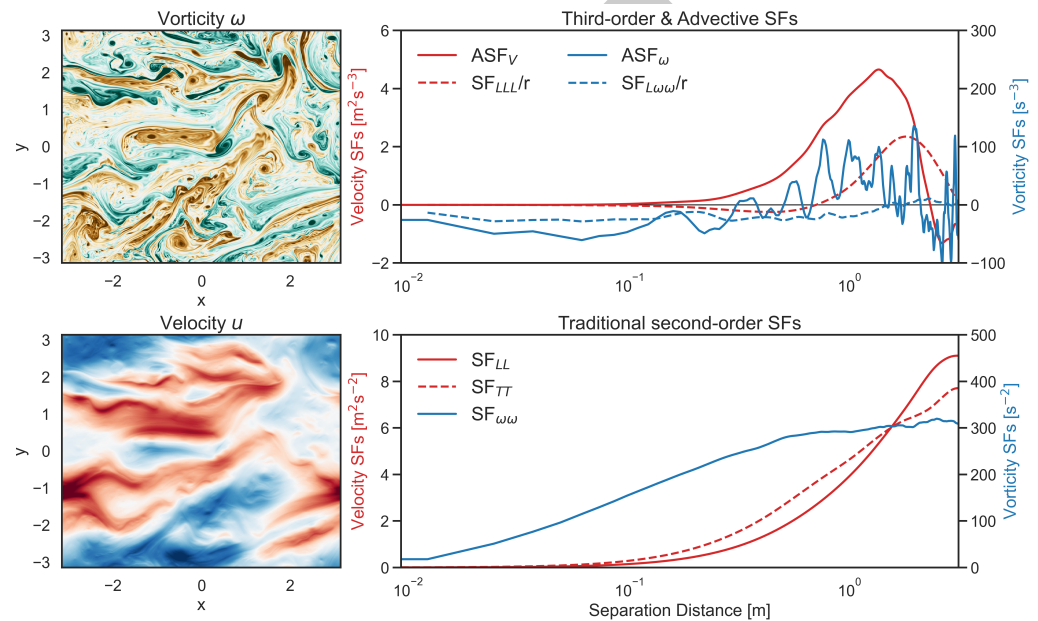 Vorticity ω
3
2
1
0
−1
−2
−3
y
−2
0
2
x
Third-order & Advective SFs
ASF_V
SF_LLL/r
ASF_ω
SF_Lωω/r
6
4
2
0
−2
Velocity SFs [m²s⁻³]
300
200
100
0
−100
Vorticity SFs [s⁻³]
10⁻²
10⁻¹
10⁰
Velocity u
3
2
1
0
−1
−2
−3
y
−2
0
2
x
Traditional second-order SFs
SF_LL
SF_TT
SF_ωω
10
8
6
4
2
0
Velocity SFs [m²s⁻²]
500
400
300
200
100
0
Vorticity SFs [s⁻²]
10⁻²
10⁻¹
10⁰
Separation Distance [m]